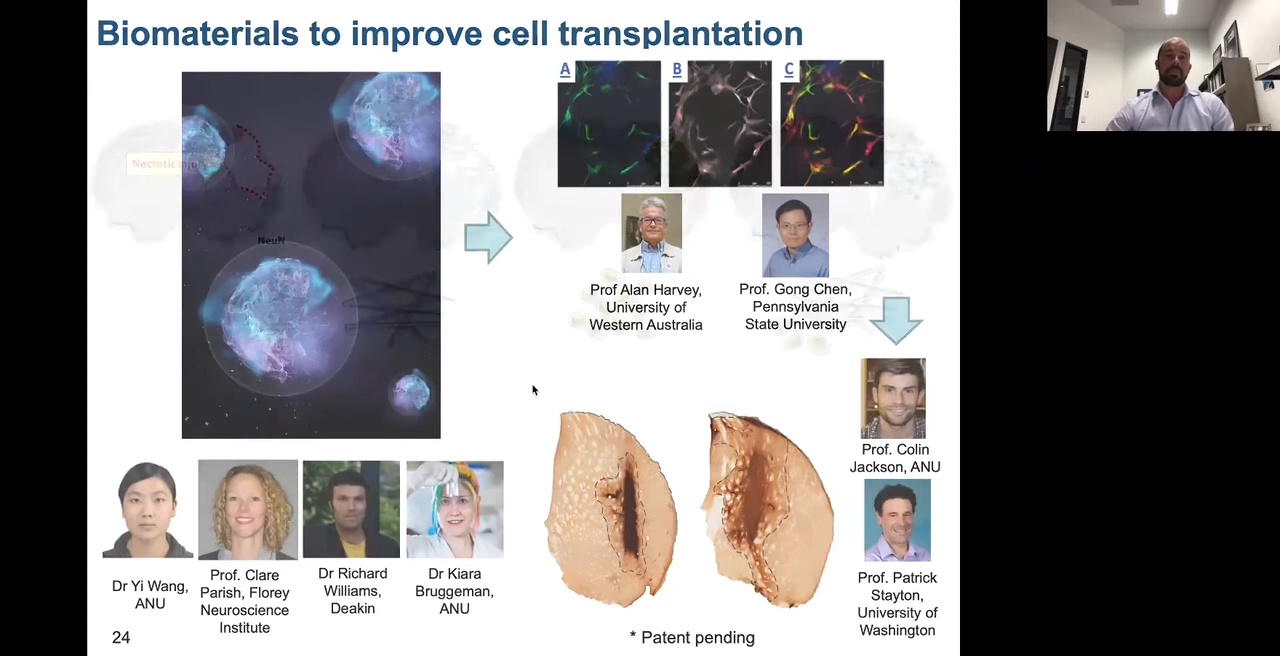 Biomaterials to improve cell transplantation
A
B
C
Necrotic inju
NeuN
Prof Alan Harvey,
University of
Western Australia
Prof. Gong Chen,
Pennsylvania
State University
Prof. Colin
Jackson, ANU
Dr Yi Wang,
ANU
Prof. Clare
Parish, Florey
Neuroscience
Institute
Dr Richard
Williams,
Deakin
Dr Kiara
Bruggeman,
ANU
Prof. Patrick
Stayton,
University of
Washington
24
* Patent pending